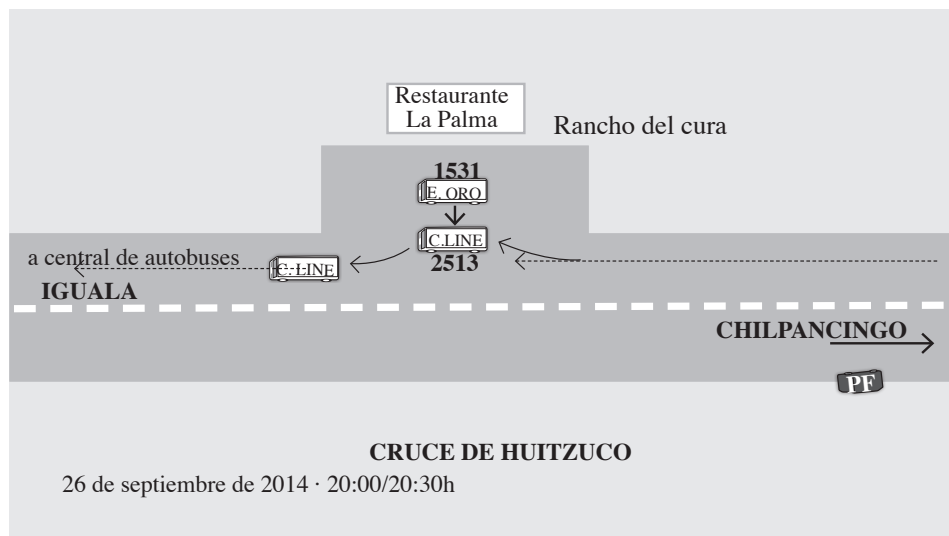 Restaurante
La Palma
Rancho del cura
1531
E. ORO
C.LINE
2513
a central de autobuses
C. LINE
IGUALA
CHILPANCINGO
PF
CRUCE DE HUITZUCO
26 de septiembre de 2014 · 20:00/20:30h